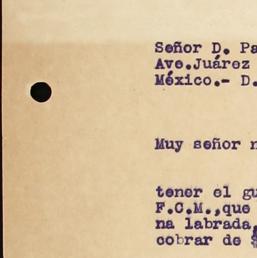 Señor D. Pa
Ave.Juárez
México.- D.
Muy señor n
tener el gu
F.C.M.,que
na labrada,
cobrar de $